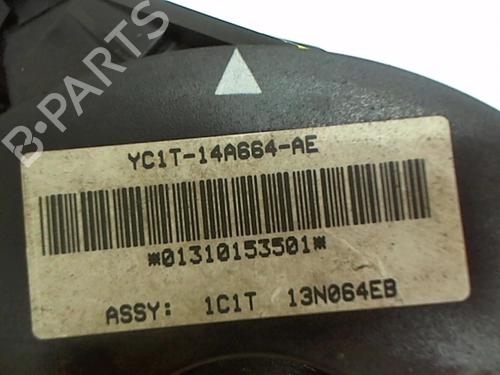 B-PARTS
YC1T-14A664-AE
*01310153501*
ASSY: 1C1T 13N064EB